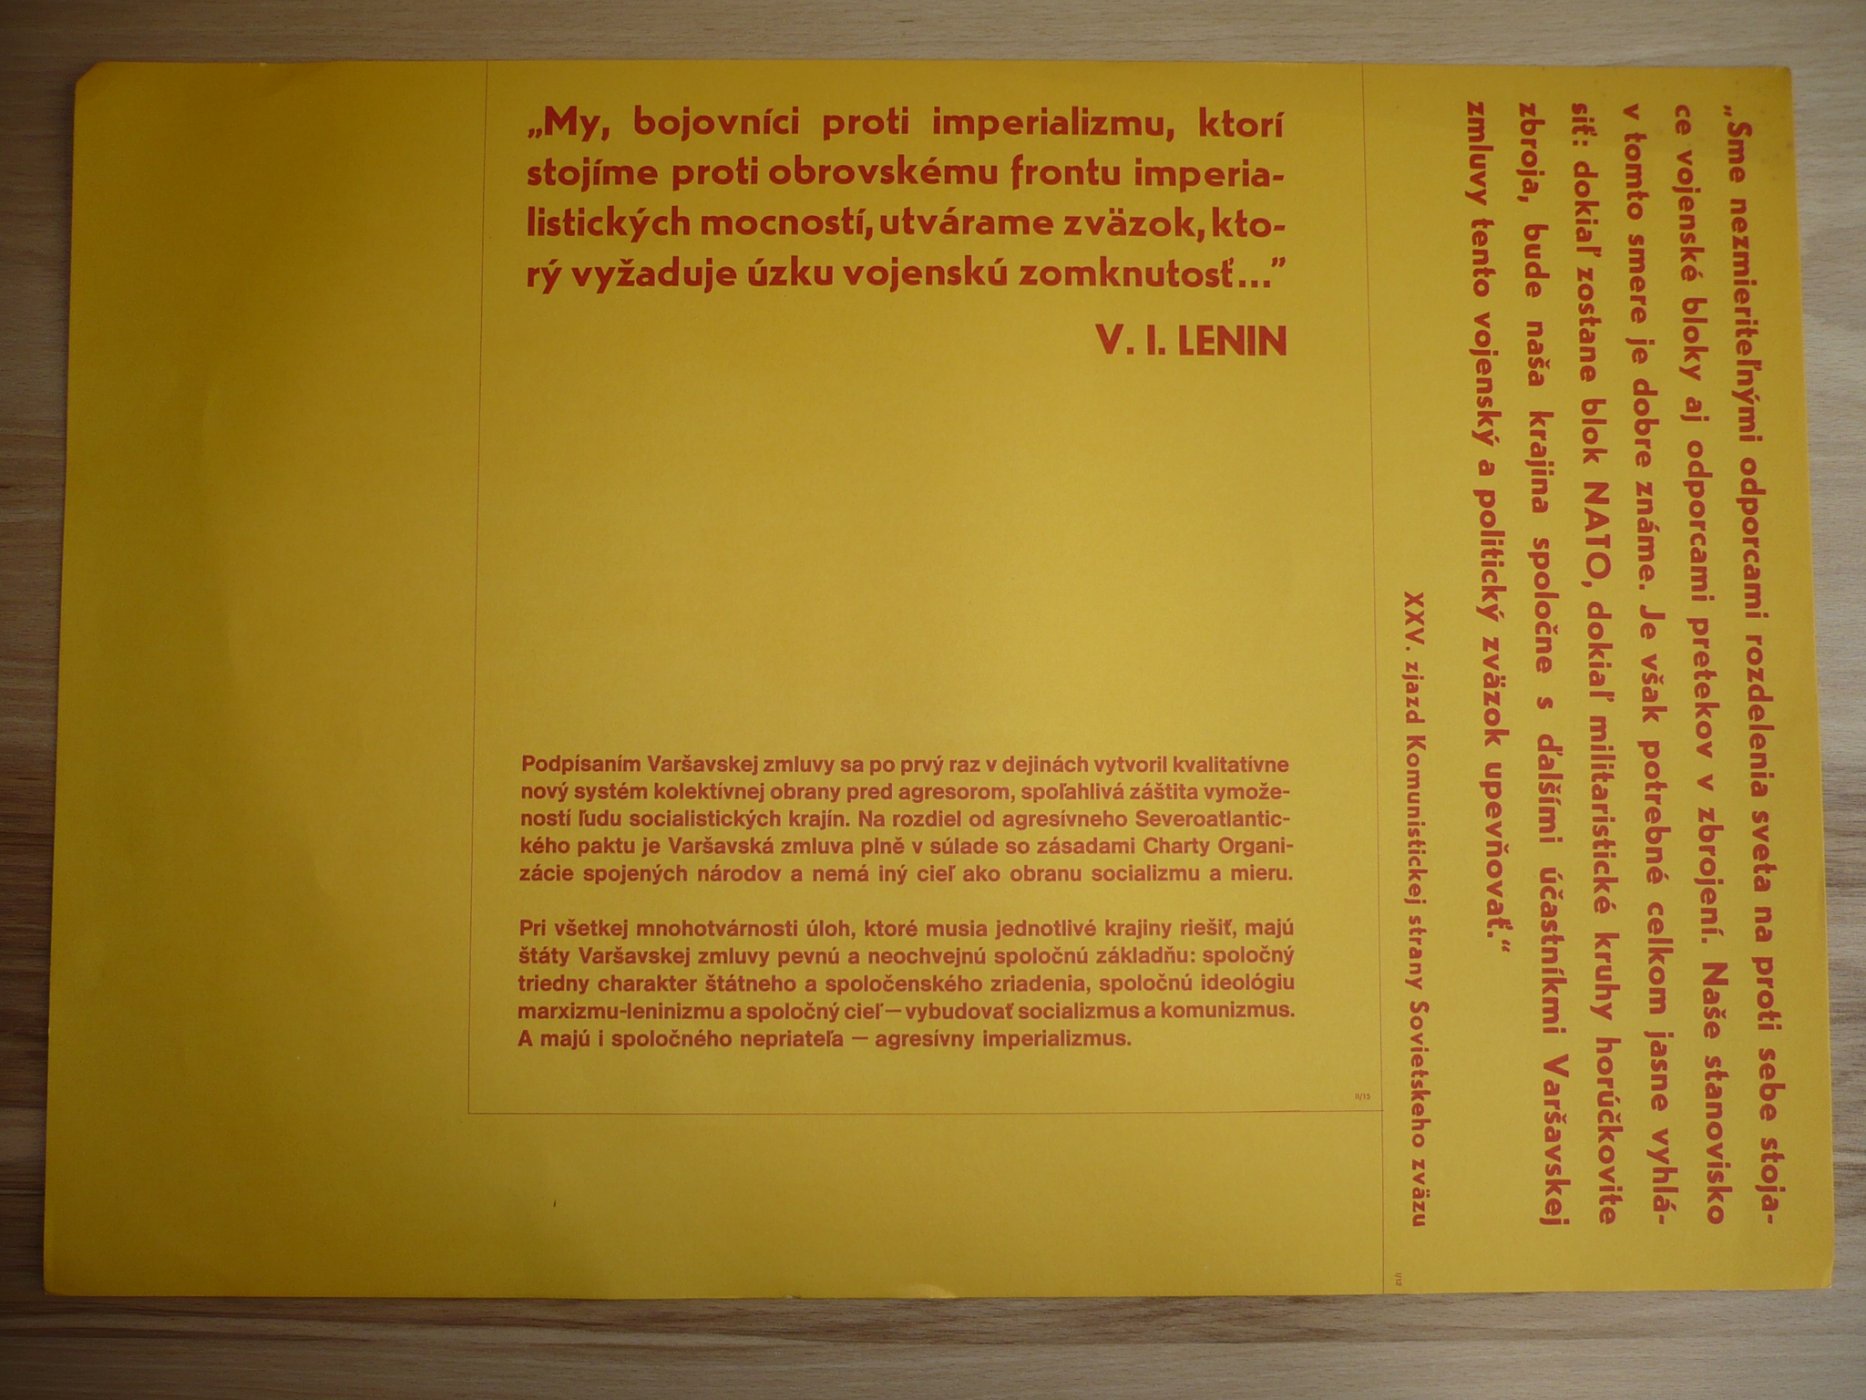 „My, bojovníci proti imperializmu, ktorí
stojíme proti obrovskému frontu imperia-
listických mocností, utvárame zväzok, kto-
rý vyžaduje úzku vojenskú zomknutosť...”
V. I. LENIN
Podpísaním Varšavskej zmluvy sa po prvý raz v dejinách vytvoril kvalitatívne
nový systém kolektívnej obrany pred agresorom, spoľahlivá záštita vymože-
ností ľudu socialistických krajín. Na rozdiel od agresívneho Severoatlantic-
kého paktu je Varšavská zmluva plně v súlade so zásadami Charty Organi-
zácie spojených národov a nemá iný cieľ ako obranu socializmu a mieru.
Pri všetkej mnohotvárnosti úloh, ktoré musia jednotlivé krajiny riešiť, majú
štáty Varšavskej zmluvy pevnú a neochvejnú spoločnú základňu: spoločný
triedny charakter štátneho a spoločenského zriadenia, spoločnú ideológiu
marxizmu-leninizmu a spoločný cieľ — vybudovať socializmus a komunizmus.
A majú i spoločného nepriateľa — agresívny imperializmus.
II/15
„Sme nezmieriteľnými odporcami rozdelenia sveta na proti sebe stoja-
ce vojenské bloky aj odporcami pretekov v zbrojení. Naše stanovisko
v tomto smere je dobre známe. Je však potrebné celkom jasne vyhlá-
siť: dokiaľ zostane blok NATO, dokiaľ militaristické kruhy horúčkovite
zbroja, bude naša krajina spoločne s ďalšími účastníkmi Varšavskej
zmluvy tento vojenský a politický zväzok upevňovať.“
XXV. zjazd Komunistickej strany Sovietskeho zväzu